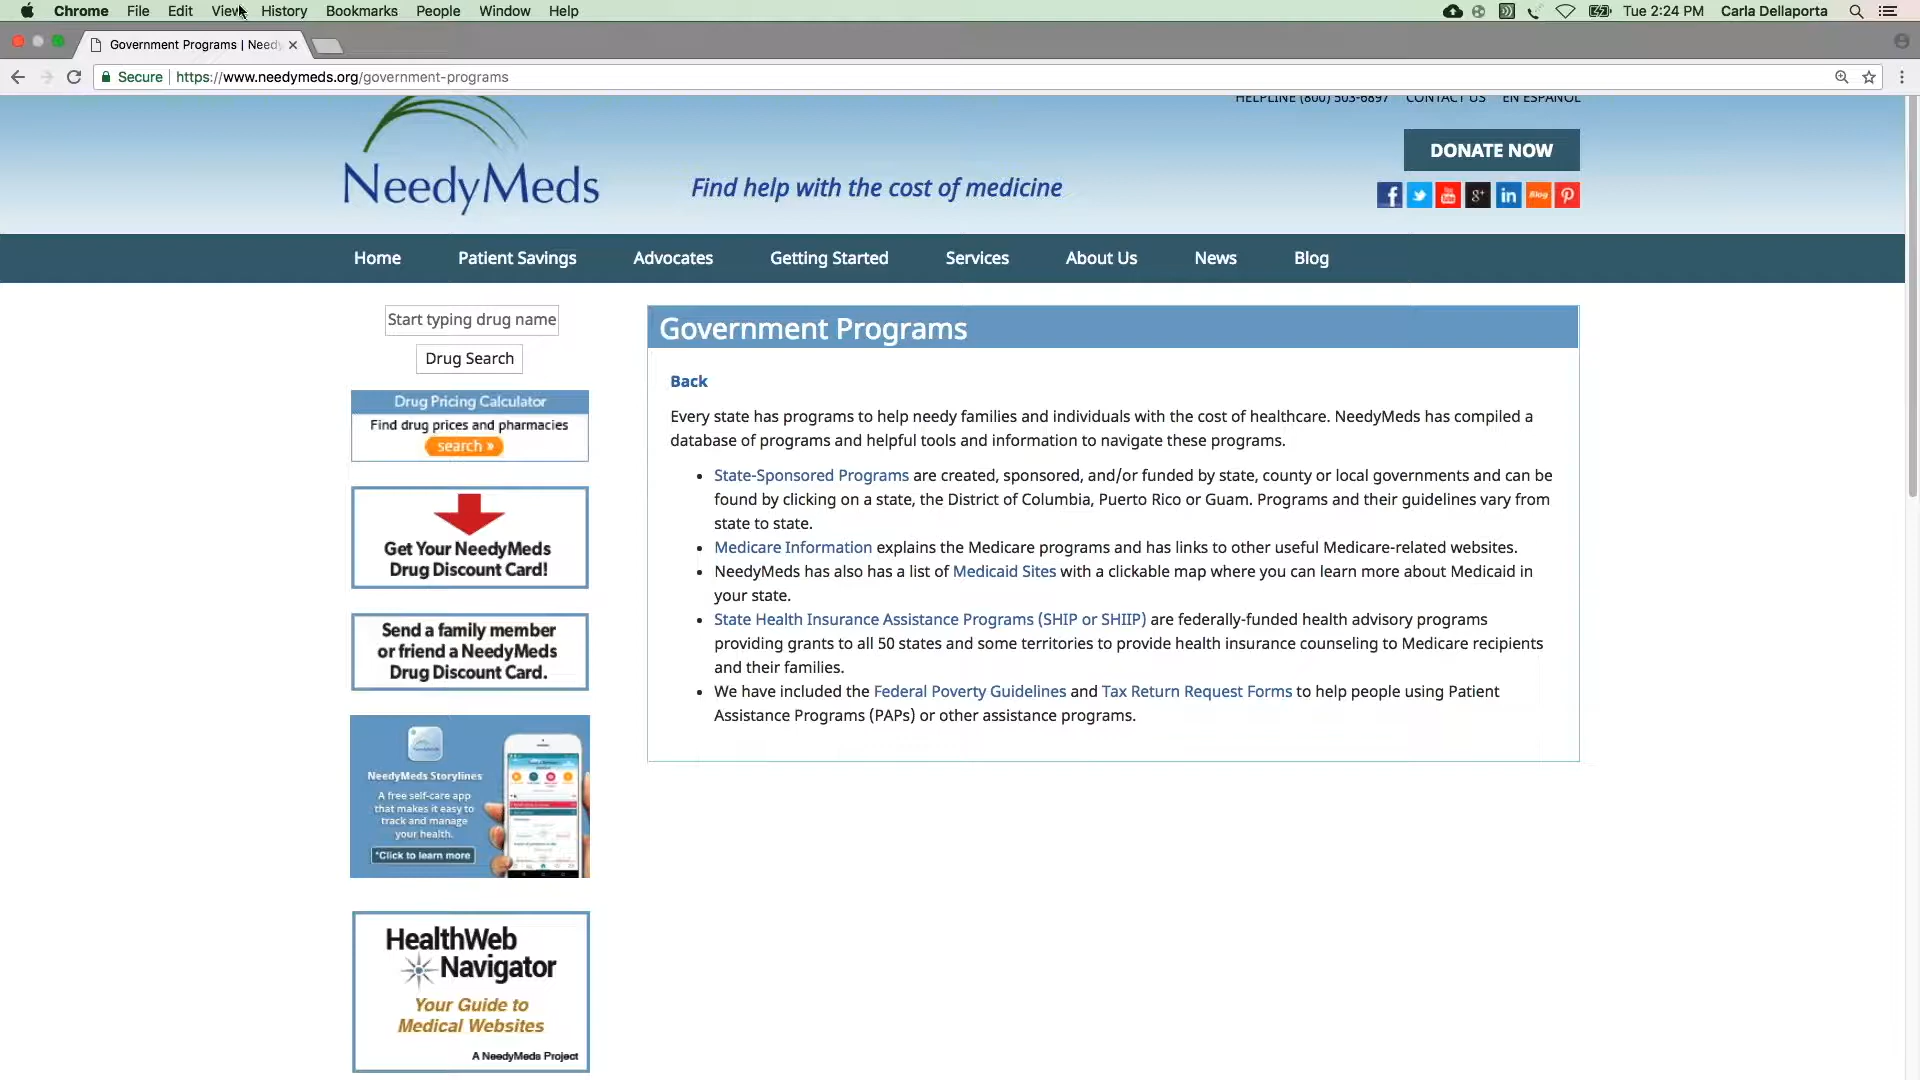 Chrome File Edit View History Bookmarks People Window Help
Tue 2:24 PM Carla Dellaporta
Government Programs | Needy
Secure https://www.needymeds.org/government-programs
HELPLINE (800) 503-6897 CONTACT US EN ESPAÑOL
NeedyMeds
Find help with the cost of medicine
DONATE NOW
Blog
Home Patient Savings Advocates Getting Started Services About Us News Blog
Start typing drug name
Drug Search
Drug Pricing Calculator
Find drug prices and pharmacies
search »
Get Your NeedyMeds
Drug Discount Card!
Send a family member
or friend a NeedyMeds
Drug Discount Card.
NeedyMeds Storylines
A free self-care app
that makes it easy to
track and manage
your health.
*Click to learn more
HealthWeb
Navigator
Your Guide to
Medical Websites
A NeedyMeds Project
Government Programs
Back
Every state has programs to help needy families and individuals with the cost of healthcare. NeedyMeds has compiled a
database of programs and helpful tools and information to navigate these programs.
• State-Sponsored Programs are created, sponsored, and/or funded by state, county or local governments and can be
found by clicking on a state, the District of Columbia, Puerto Rico or Guam. Programs and their guidelines vary from
state to state.
• Medicare Information explains the Medicare programs and has links to other useful Medicare-related websites.
• NeedyMeds has also has a list of Medicaid Sites with a clickable map where you can learn more about Medicaid in
your state.
• State Health Insurance Assistance Programs (SHIP or SHIIP) are federally-funded health advisory programs
providing grants to all 50 states and some territories to provide health insurance counseling to Medicare recipients
and their families.
• We have included the Federal Poverty Guidelines and Tax Return Request Forms to help people using Patient
Assistance Programs (PAPs) or other assistance programs.